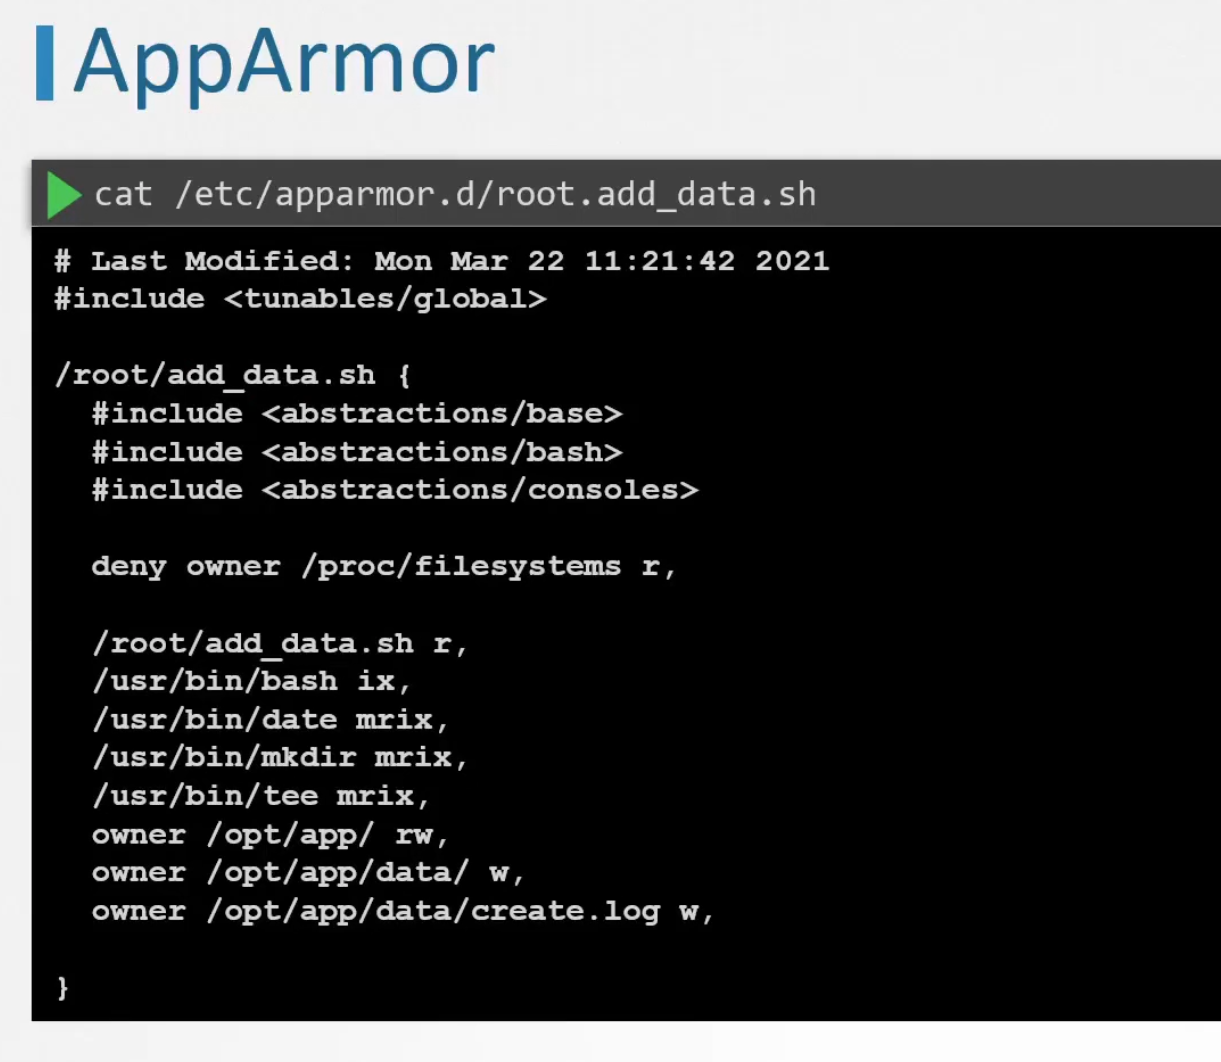 AppArmor
cat /etc/apparmor.d/root.add_data.sh
# Last Modified: Mon Mar 22 11:21:42 2021
#include <tunables/global>
/root/add_data.sh {
#include <abstractions/base>
#include <abstractions/bash>
#include <abstractions/consoles>
deny owner /proc/filesystems r,
/root/add_data.sh r,
/usr/bin/bash ix,
/usr/bin/date mrix,
/usr/bin/mkdir mrix,
/usr/bin/tee mrix,
owner /opt/app/ rw,
owner /opt/app/data/ w,
owner /opt/app/data/create.log w,
}